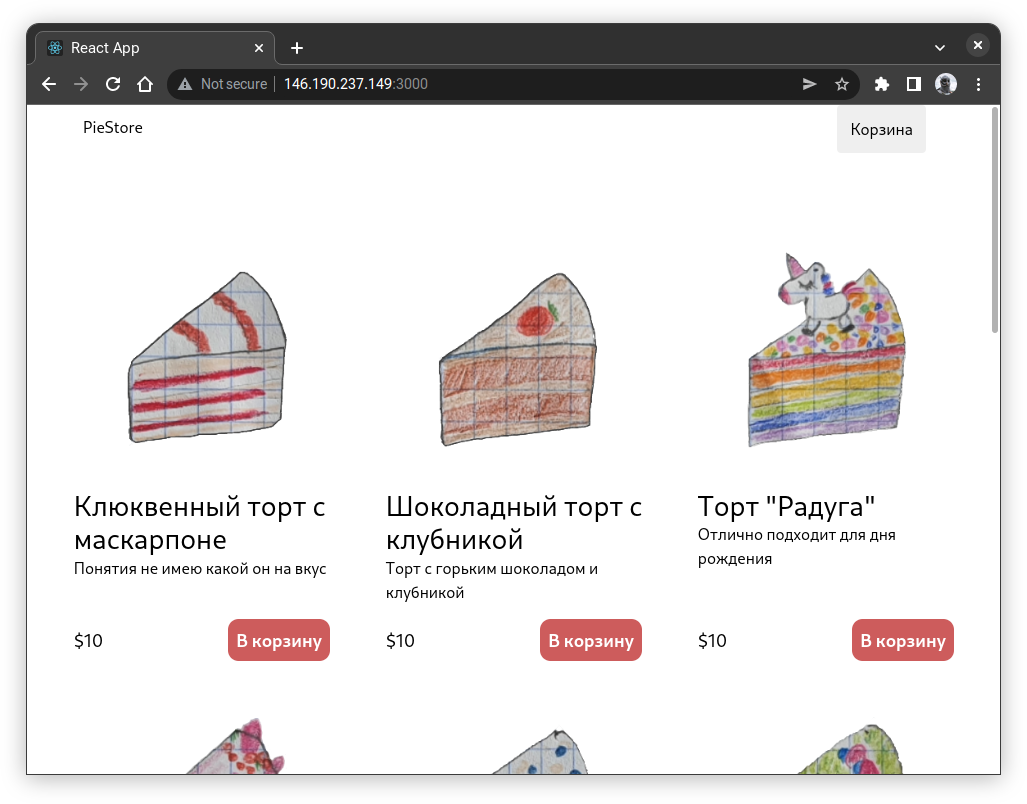 React App
Not secure
146.190.237.149:3000
PieStore
Корзина
Клюквенный торт с
маскарпоне
Понятия не имею какой он на вкус
$10
В корзину
Шоколадный торт с
клубникой
Торт с горьким шоколадом и
клубникой
$10
В корзину
Торт "Радуга"
Отлично подходит для дня
рождения
$10
В корзину